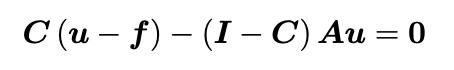 C (u − f) − (I − C) Au = 0